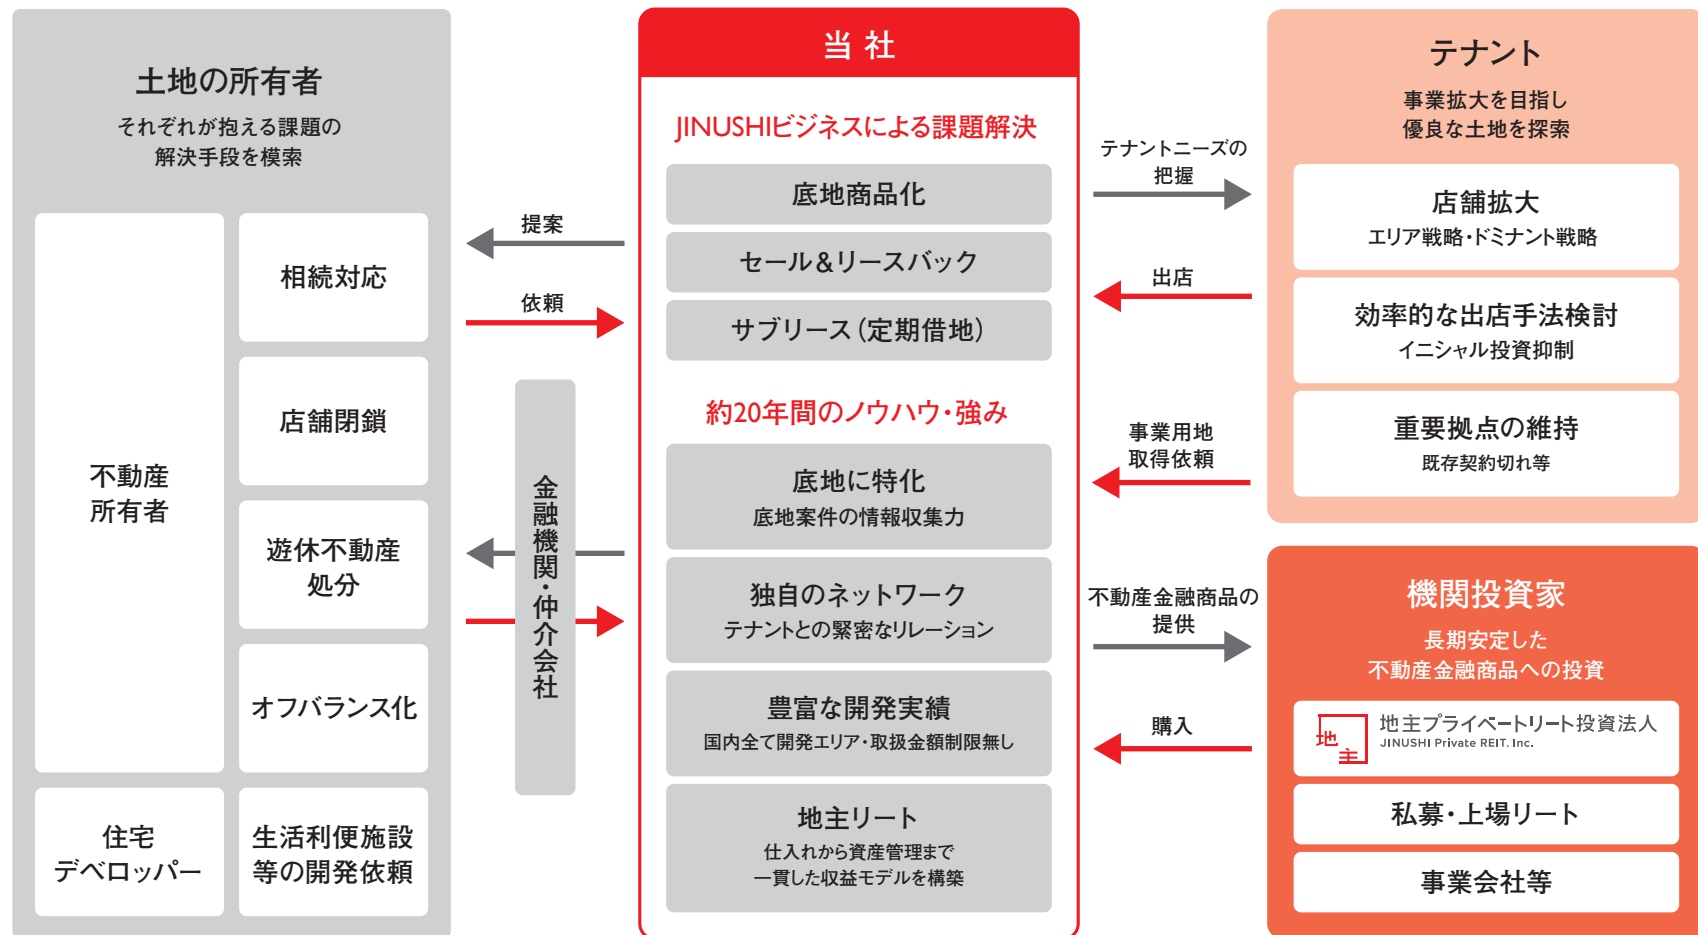 土地の所有者
それぞれが抱える課題の
解決手段を模索
不動産
所有者
相続対応
店舗閉鎖
遊休不動産
処分
オフバランス化
住宅
デベロッパー
生活利便施設
等の開発依頼
提案
依頼
金融機関・仲介会社
当社
JINUSHIビジネスによる課題解決
底地商品化
セール&リースバック
サブリース(定期借地)
約20年間のノウハウ・強み
底地に特化
底地案件の情報収集力
独自のネットワーク
テナントとの緊密なリレーション
豊富な開発実績
国内全て開発エリア・取扱金額制限無し
地主リート
仕入れから資産管理まで
一貫した収益モデルを構築
テナントニーズの
把握
出店
事業用地
取得依頼
不動産金融商品の
提供
購入
テナント
事業拡大を目指し
優良な土地を探索
店舗拡大
エリア戦略・ドミナント戦略
効率的な出店手法検討
イニシャル投資抑制
重要拠点の維持
既存契約切れ等
機関投資家
長期安定した
不動産金融商品への投資
地主
地主プライベートリート投資法人
JINUSHI Private REIT. Inc.
私募・上場リート
事業会社等